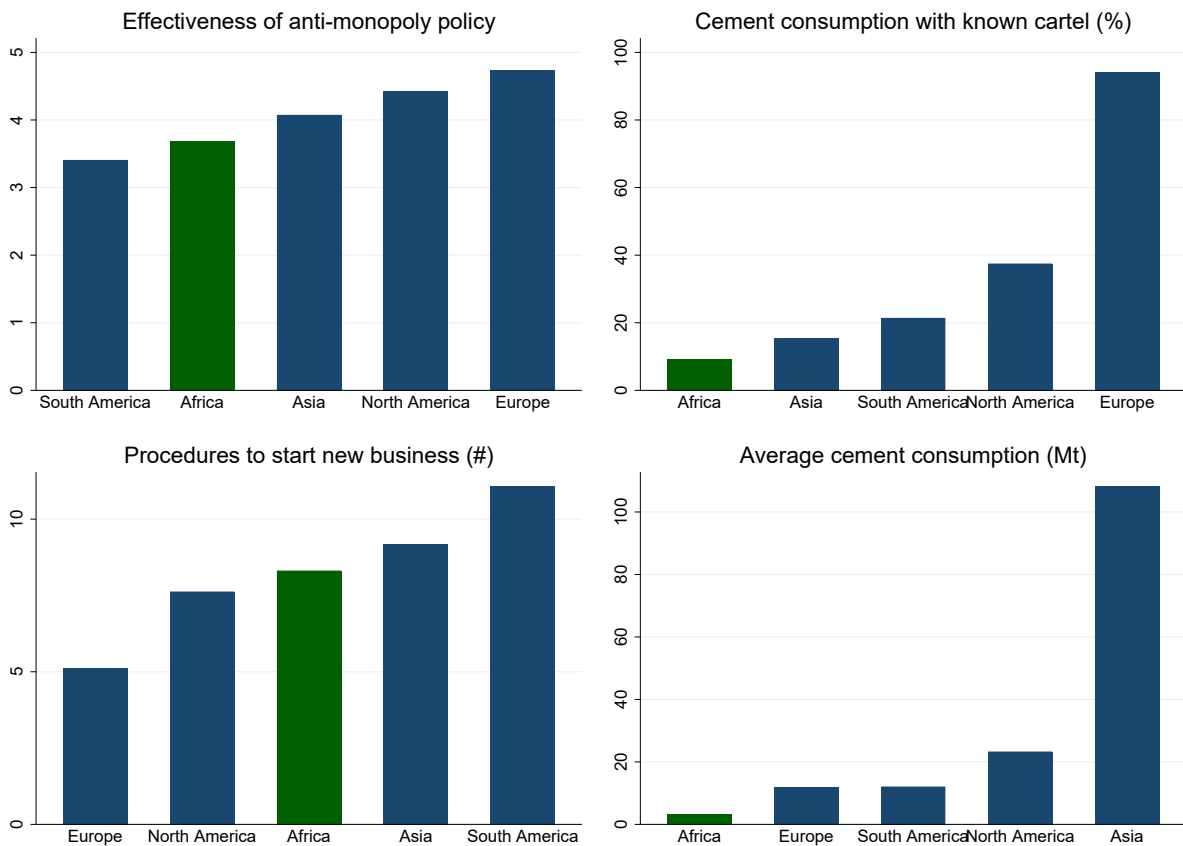 Effectiveness of anti-monopoly policy
5
4
3
2
1
0
South America Africa Asia North America Europe
Cement consumption with known cartel (%)
100
80
60
40
20
0
Africa Asia South America North America Europe
Procedures to start new business (#)
10
5
0
Europe North America Africa Asia South America
Average cement consumption (Mt)
100
80
60
40
20
0
Africa Europe South America North America Asia